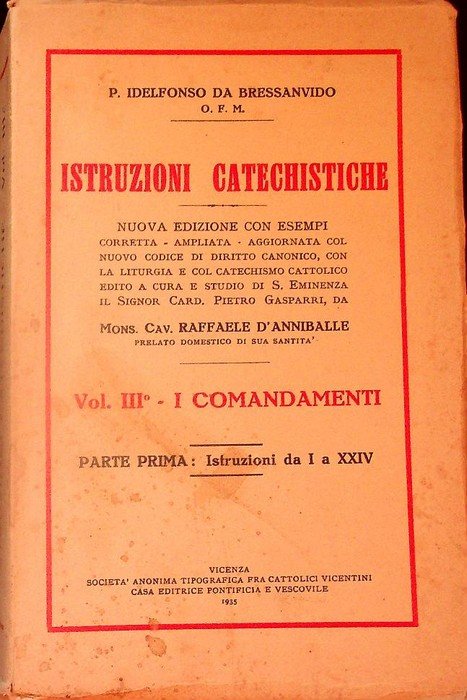 P. IDELFONSO DA BRESSANVIDO
O. F. M.
ISTRUZIONI CATECHISTICHE
NUOVA EDIZIONE CON ESEMPI
CORRETTA - AMPLIATA - AGGIORNATA COL
NUOVO CODICE DI DIRITTO CANONICO, CON
LA LITURGIA E COL CATECHISMO CATTOLICO
EDITO A CURA E STUDIO DI S. EMINENZA
IL SIGNOR CARD. PIETRO GASPARRI, DA
MONS. CAV. RAFFAELE D'ANNIBALLE
PRELATO DOMESTICO DI SUA SANTITA'
Vol. IIIº - I COMANDAMENTI
PARTE PRIMA: Istruzioni da I a XXIV
VICENZA
SOCIETA' ANONIMA TIPOGRAFICA FRA CATTOLICI VICENTINI
CASA EDITRICE PONTIFICIA E VESCOVILE
1935